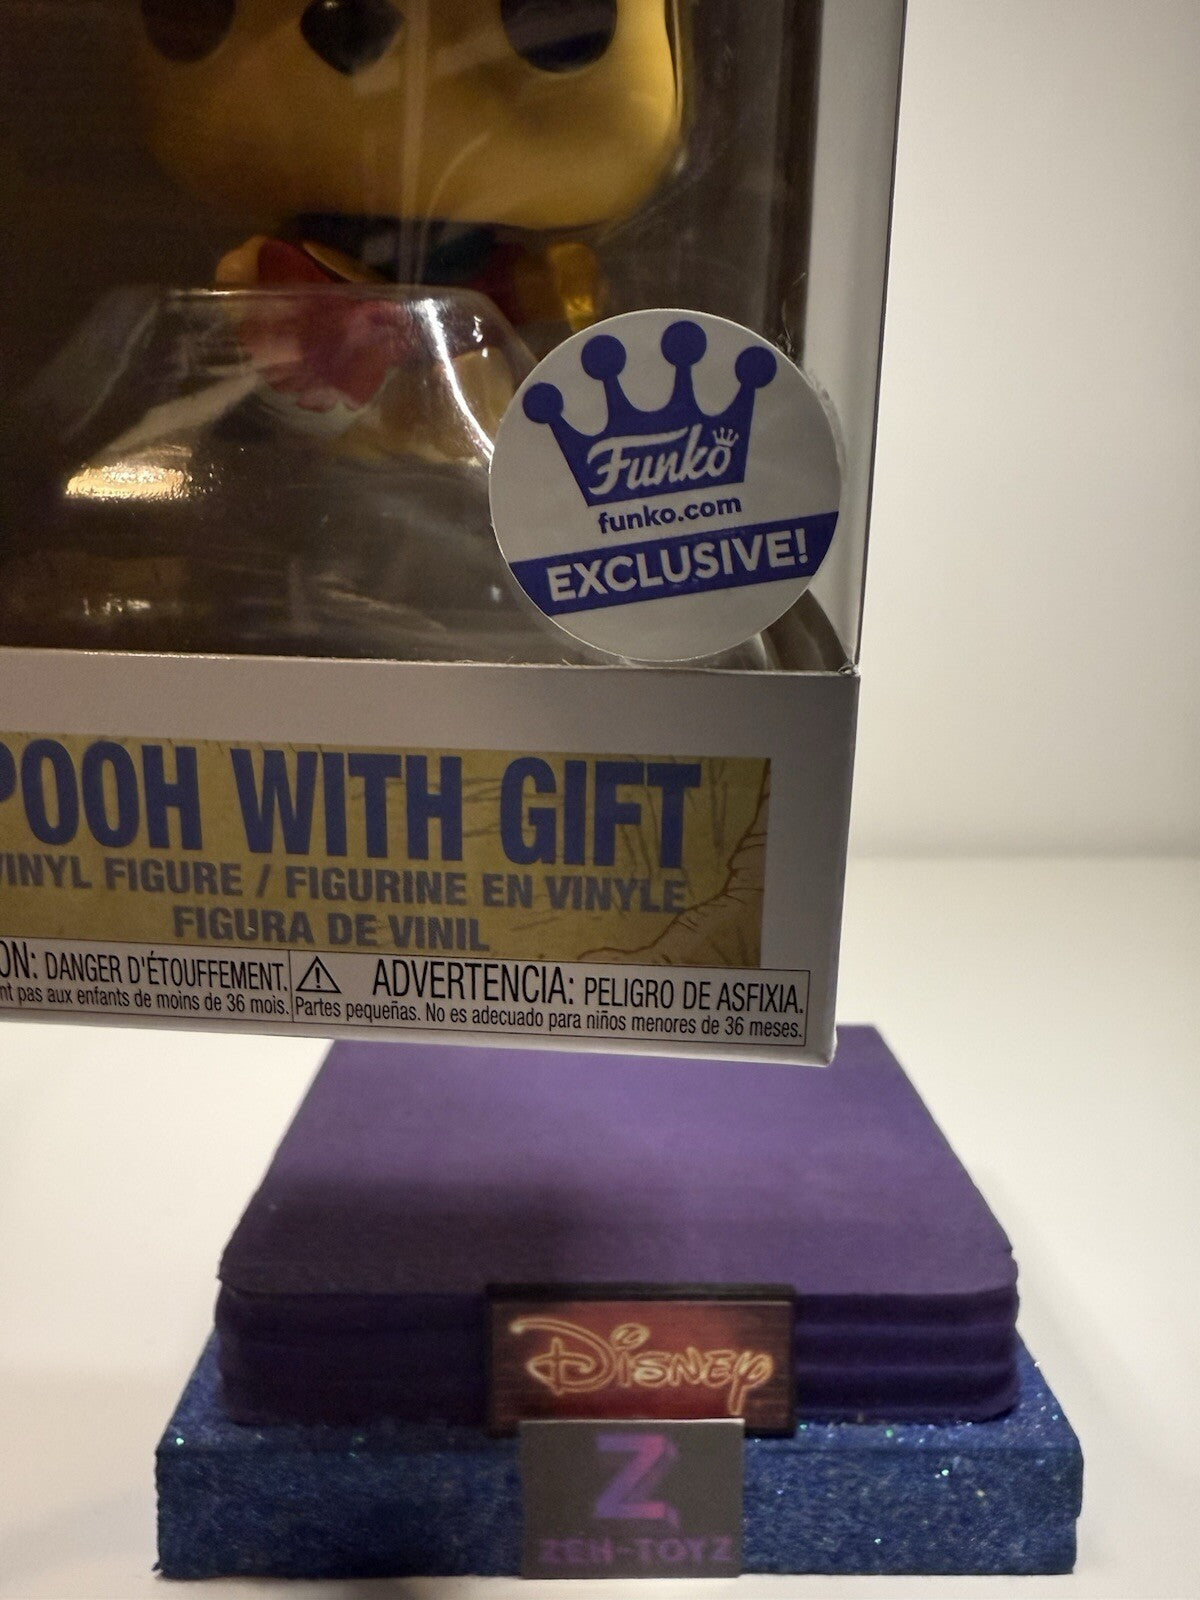 Funko
funko.com
EXCLUSIVE!
POOH WITH GIFT
VINYL FIGURE / FIGURINE EN VINYLE
FIGURA DE VINIL
DANGER D'ÉTOUFFEMENT.
pas aux enfants de moins de 36 mois.
ADVERTENCIA: PELIGRO DE ASFIXIA.
Partes pequeñas. No es adecuado para niños menores de 36 meses.
Disney
Z
ZEH-TOYZ